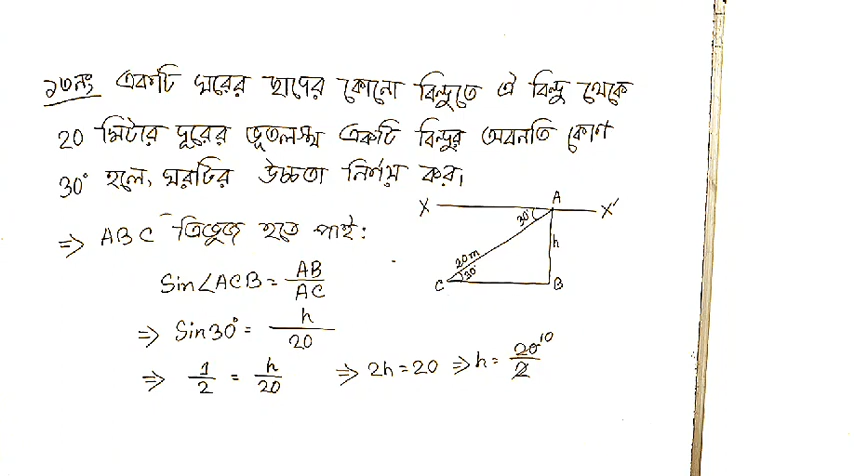 ১৩নং একটি ঘরের ছাদের কোনো বিন্দুতে ঐ বিন্দু থেকে
20 মিটার দূরের ভূতলস্থ একটি বিন্দুর অবনতি কোণ
30° হলে, ঘরটির উচ্চতা নির্ণয় কর।
⇒ ABC ত্রিভুজ হতে পাই:
Sin∠ACB = AB/AC
⇒ Sin30° = h/20
⇒ 1/2 = h/20 ⇒ 2h = 20 ⇒ h = 20/2 10
X 30° A X'
20m h
C 30° B